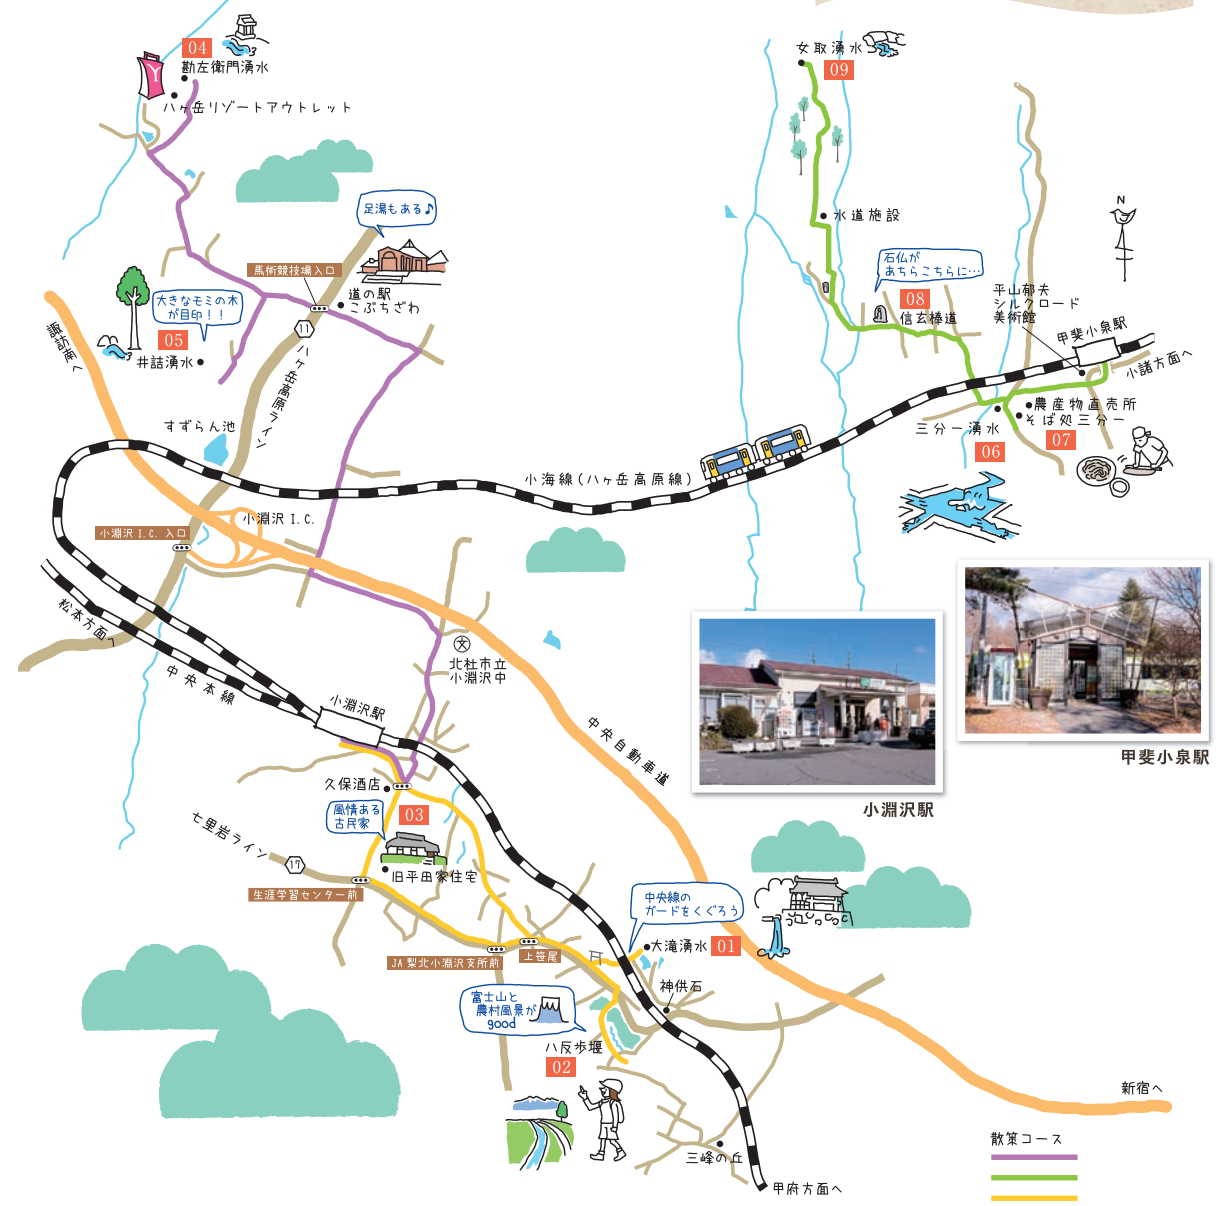 04
勘左衛門湧水
八ヶ岳リゾートアウトレット
女取湧水
09
足湯もある♪
水道施設
N
馬術競技場入口
道の駅
こぶちざわ
石仏が
あちらこちらに…
08
信玄棒道
平山郁夫
シルクロード
美術館
甲斐小泉駅
小諸方面へ
大きなモミの木
が目印！！
05
井詰湧水
諏訪南へ
11
八ヶ岳高原ライン
すずらん池
農産物直売所
そば処三分一
三分一湧水
06
07
小海線（八ヶ岳高原線）
小淵沢 I.C.
小淵沢 I.C. 入口
松本方面へ
中央本線
文
北杜市立
小淵沢中
小淵沢駅
中央自動車道
甲斐小泉駅
小淵沢駅
久保酒店
03
風情ある
古民家
七里岩ライン
17
旧平田家住宅
生涯学習センター前
中央線の
ガードをくぐろう
大滝湧水
01
上笹尾
JA 梨北小淵沢支所前
神供石
富士山と
農村風景が
good
八反歩堰
02
三峰の丘
甲府方面へ
新宿へ
散策コース